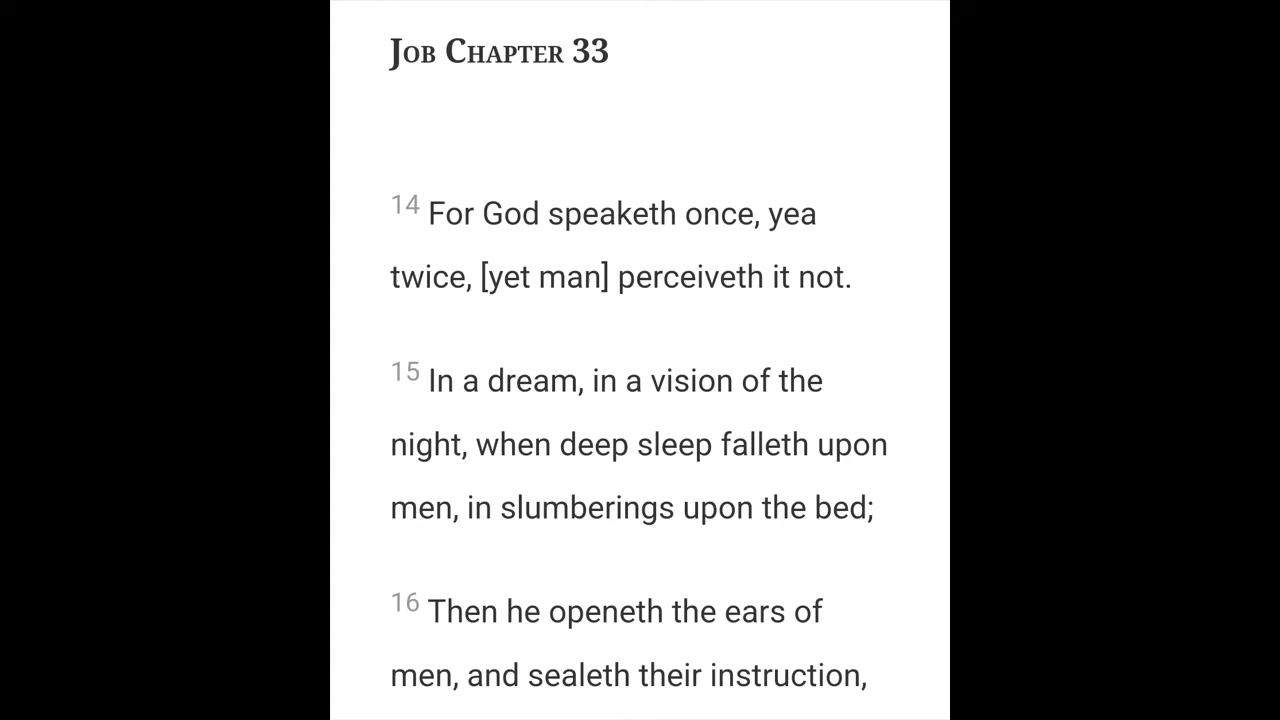 Job Chapter 33
14 For God speaketh once, yea
twice, [yet man] perceiveth it not.
15 In a dream, in a vision of the
night, when deep sleep falleth upon
men, in slumberings upon the bed;
16 Then he openeth the ears of
men, and sealeth their instruction,